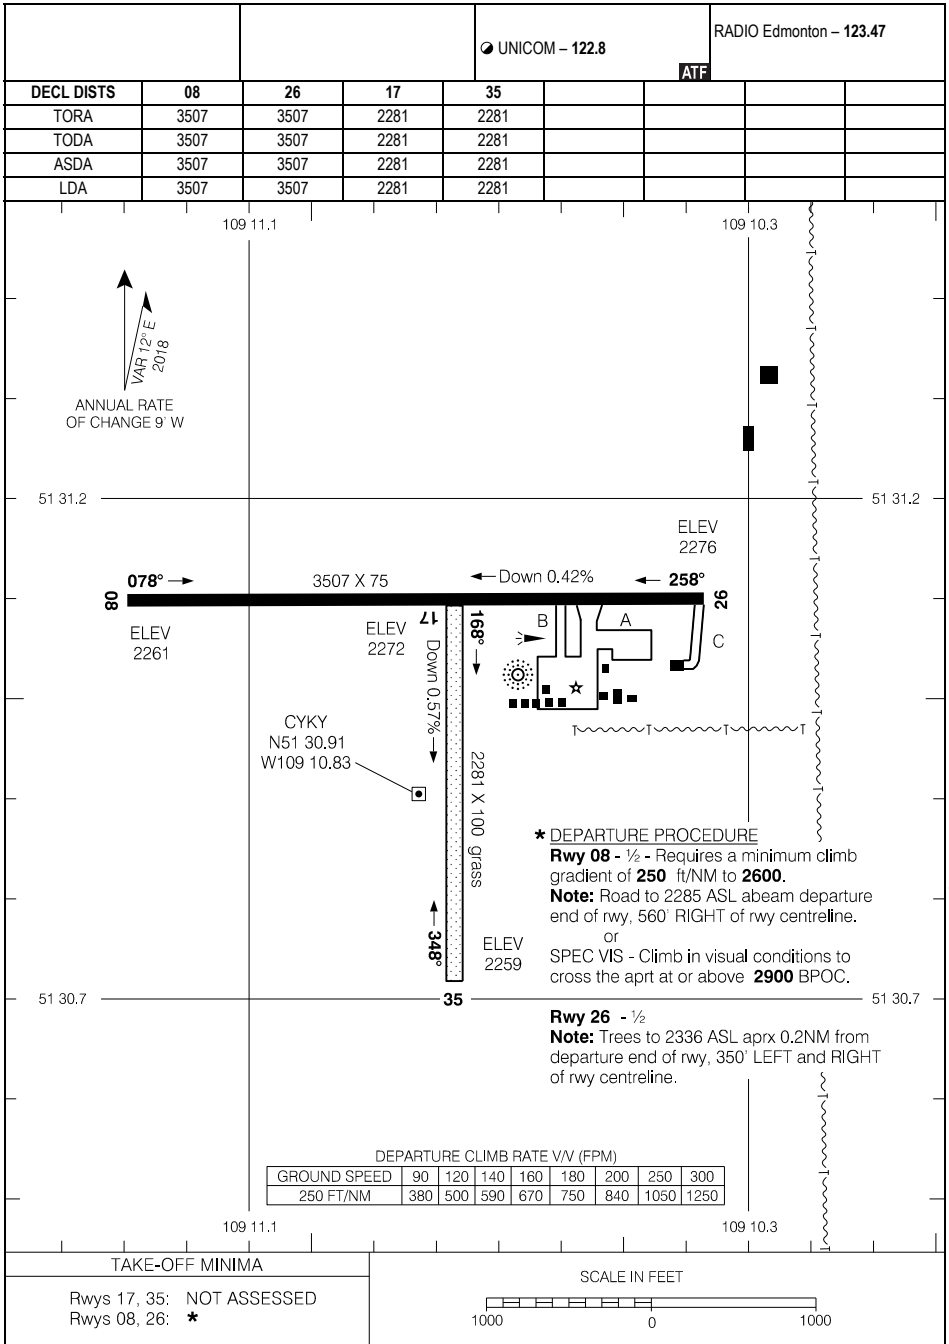 UNICOM – 122.8
ATF
RADIO Edmonton – 123.47
DECL DISTS 08 26 17 35
TORA 3507 3507 2281 2281
TODA 3507 3507 2281 2281
ASDA 3507 3507 2281 2281
LDA 3507 3507 2281 2281
109 11.1 109 10.3
VAR 12° E
2018
ANNUAL RATE
OF CHANGE 9' W
51 31.2 51 31.2
ELEV
2276
078° 3507 X 75 Down 0.42% 258°
08 26
ELEV
2261
ELEV
2272
17
168°
Down 0.57%
B A
C
CYKY
N51 30.91
W109 10.83
2281 X 100 grass
348°
ELEV
2259
35
51 30.7 51 30.7
* DEPARTURE PROCEDURE
Rwy 08 - ½ - Requires a minimum climb
gradient of 250 ft/NM to 2600.
Note: Road to 2285 ASL abeam departure
end of rwy, 560' RIGHT of rwy centreline.
or
SPEC VIS - Climb in visual conditions to
cross the aprt at or above 2900 BPOC.
Rwy 26 - ½
Note: Trees to 2336 ASL aprx 0.2NM from
departure end of rwy, 350' LEFT and RIGHT
of rwy centreline.
T T T T
T T T T T T T T T T
DEPARTURE CLIMB RATE V/V (FPM)
GROUND SPEED 90 120 140 160 180 200 250 300
250 FT/NM 380 500 590 670 750 840 1050 1250
109 11.1 109 10.3
TAKE-OFF MINIMA
Rwys 17, 35: NOT ASSESSED
Rwys 08, 26: *
SCALE IN FEET
1000 0 1000